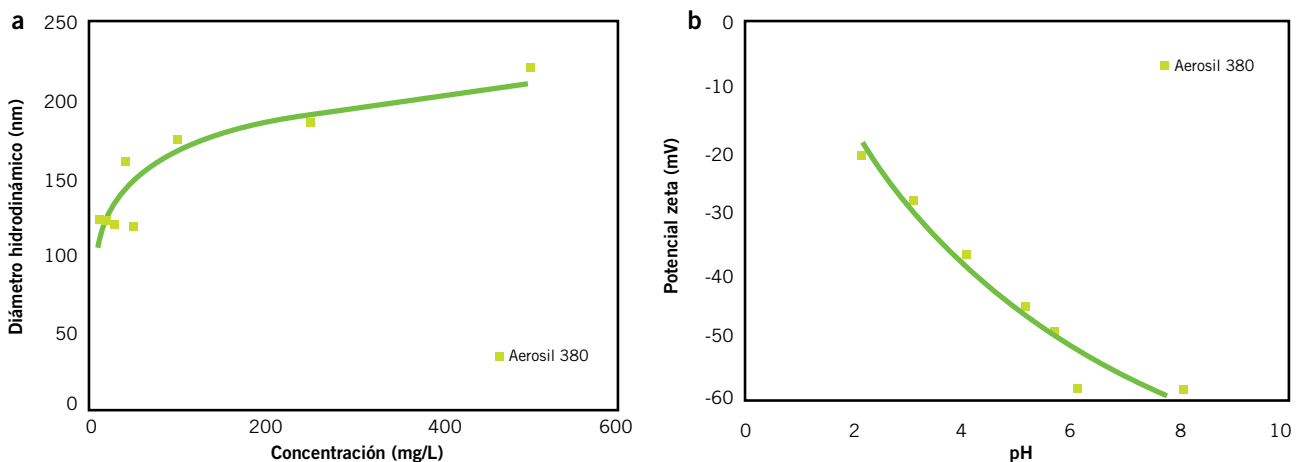 a
250
200
150
100
50
0
Diámetro hidrodinámico (nm)
Aerosil 380
0 200 400 600
Concentración (mg/L)
b
0
-10
-20
-30
-40
-50
-60
Potencial zeta (mV)
Aerosil 380
0 2 4 6 8 10
pH